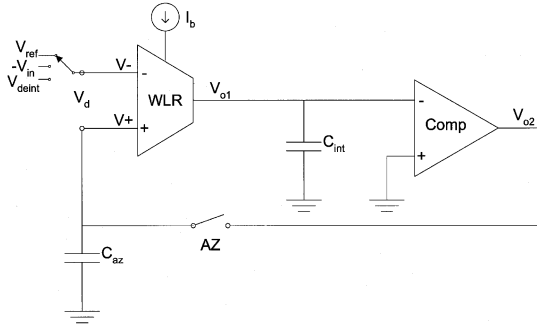 I_b
V_ref
-V_in
V_deint
V_d
V-
-
WLR
V+
+
V_o1
C_int
-
Comp
+
V_o2
AZ
C_az